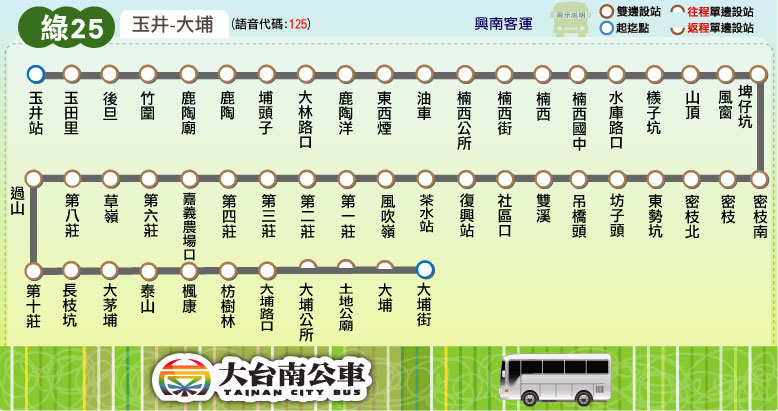 綠25
玉井-大埔
(語音代碼:125)
興南客運
圖示說明
雙邊設站
往程單邊設站
起迄點
返程單邊設站
玉井站
玉田里
後旦
竹圍
鹿陶廟
鹿陶
埔頭子
大林路口
鹿陶洋
東西煙
油車
楠西公所
楠西街
楠西
楠西國中
水庫路口
檨子坑
山頂
風窗
埤仔坑
過山
第八莊
草嶺
第六莊
嘉義農場口
第四莊
第三莊
第二莊
第一莊
風吹嶺
茶水站
復興站
社區口
雙溪
吊橋頭
坊子頭
東勢坑
密枝北
密枝
密枝南
第十莊
長枝坑
大茅埔
泰山
楓康
枋樹林
大埔路口
大埔公所
土地公廟
大埔
大埔街
大台南公車
TAINAN CITY BUS